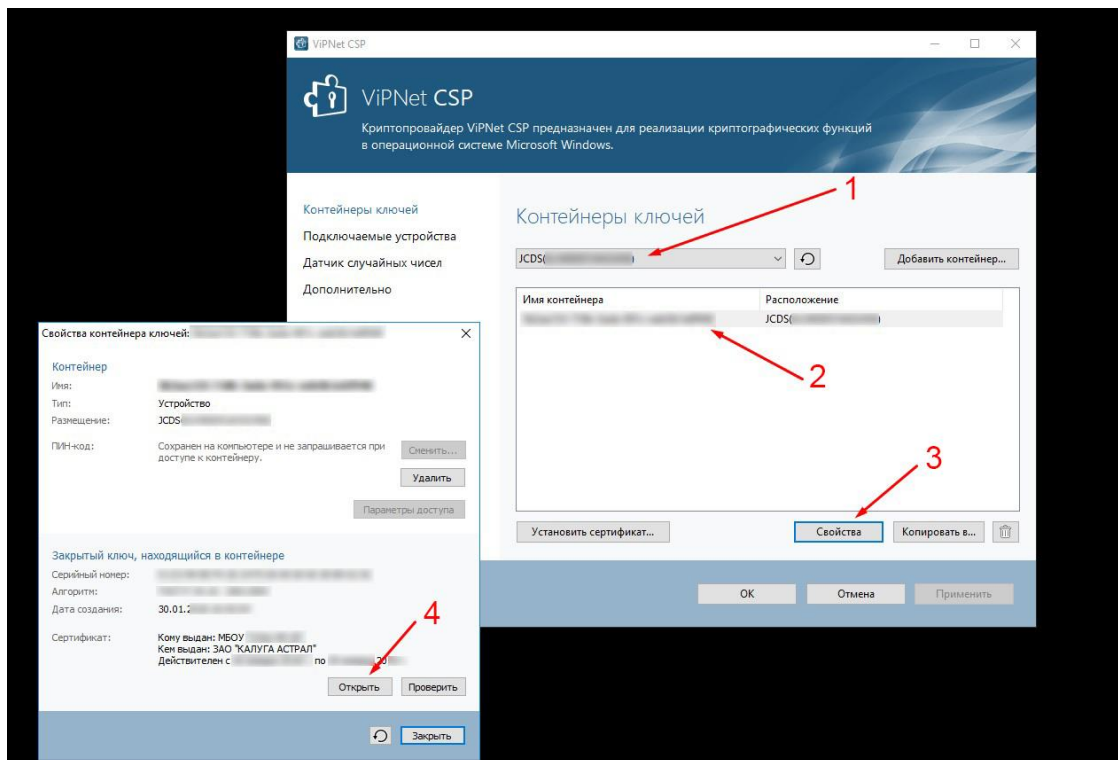 ViPNet CSP
ViPNet CSP
Криптопровайдер ViPNet CSP предназначен для реализации криптографических функций
в операционной системе Microsoft Windows.
1
Контейнеры ключей
Подключаемые устройства
Датчик случайных чисел
Дополнительно
Контейнеры ключей
JCDS(
Добавить контейнер...
Имя контейнера
Расположение
JCDS(
2
3
Установить сертификат...
Свойства
Копировать в...
OK
Отмена
Применить
Свойства контейнера ключей:
Контейнер
Имя:
Тип:
Устройство
Размещение:
JCDS
ПИН-код:
Сохранен на компьютере и не запрашивается при
доступе к контейнеру.
Сменить...
Удалить
Параметры доступа
Закрытый ключ, находящийся в контейнере
Серийный номер:
Алгоритм:
Дата создания:
30.01.2
4
Сертификат:
Кому выдан: МБОУ
Кем выдан: ЗАО "КАЛУГА АСТРАЛ"
Действителен с по 20
Открыть
Проверить
Закрыть